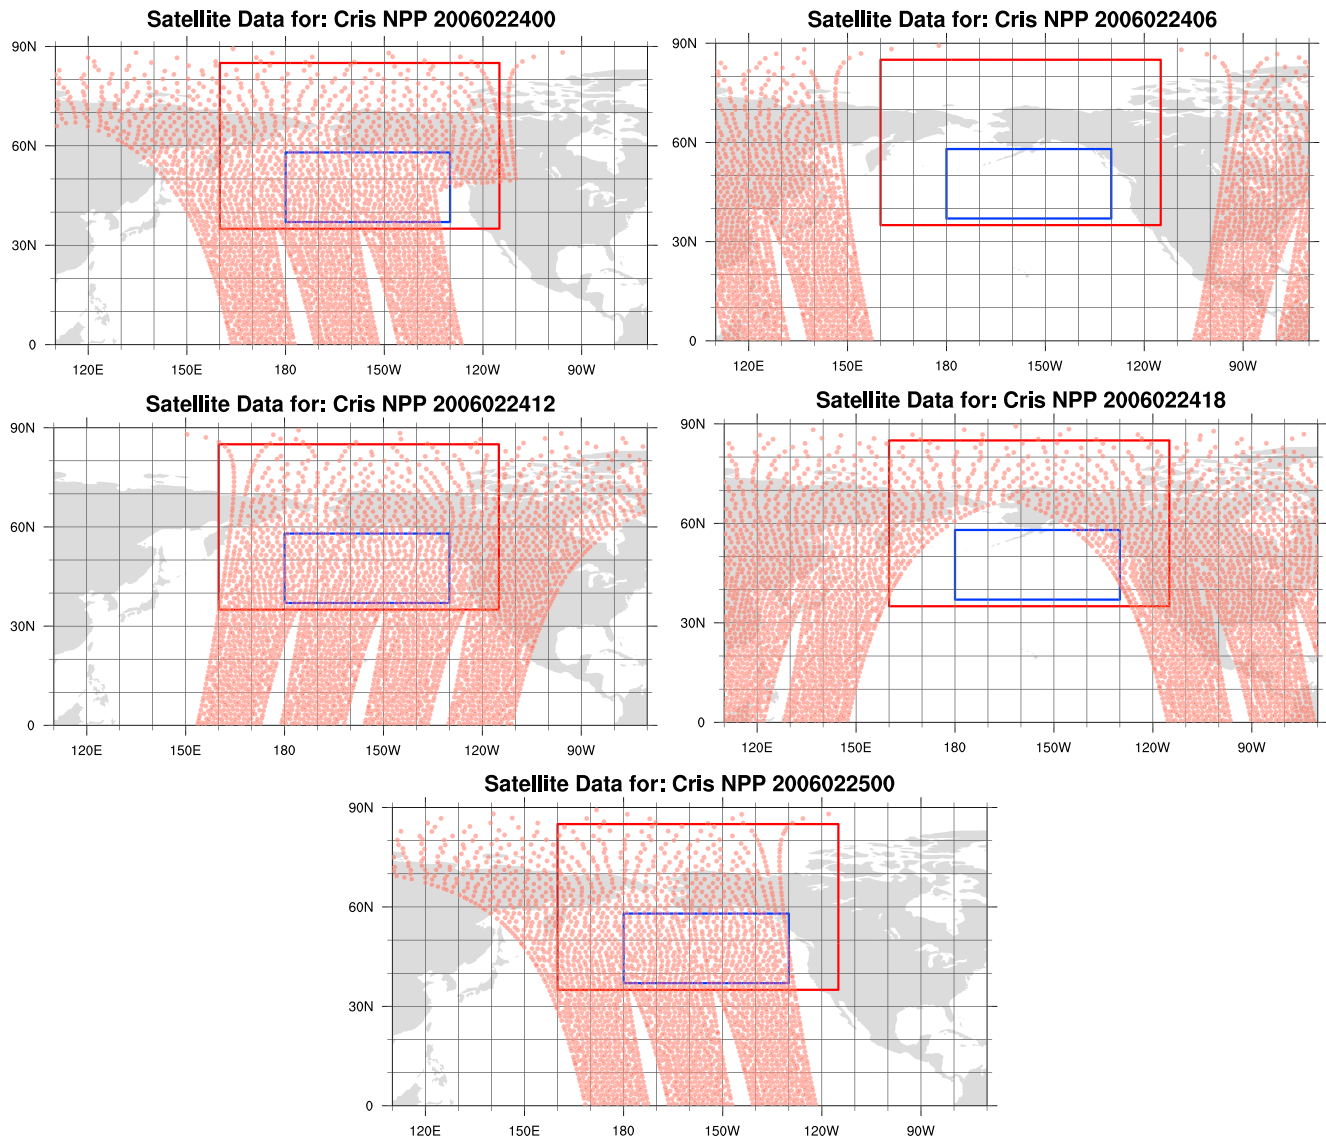 Satellite Data for: Cris NPP 2006022400
90N
60N
30N
0
120E 150E 180 150W 120W 90W
Satellite Data for: Cris NPP 2006022406
90N
60N
30N
0
120E 150E 180 150W 120W 90W
Satellite Data for: Cris NPP 2006022412
90N
60N
30N
0
120E 150E 180 150W 120W 90W
Satellite Data for: Cris NPP 2006022418
90N
60N
30N
0
120E 150E 180 150W 120W 90W
Satellite Data for: Cris NPP 2006022500
90N
60N
30N
0
120E 150E 180 150W 120W 90W